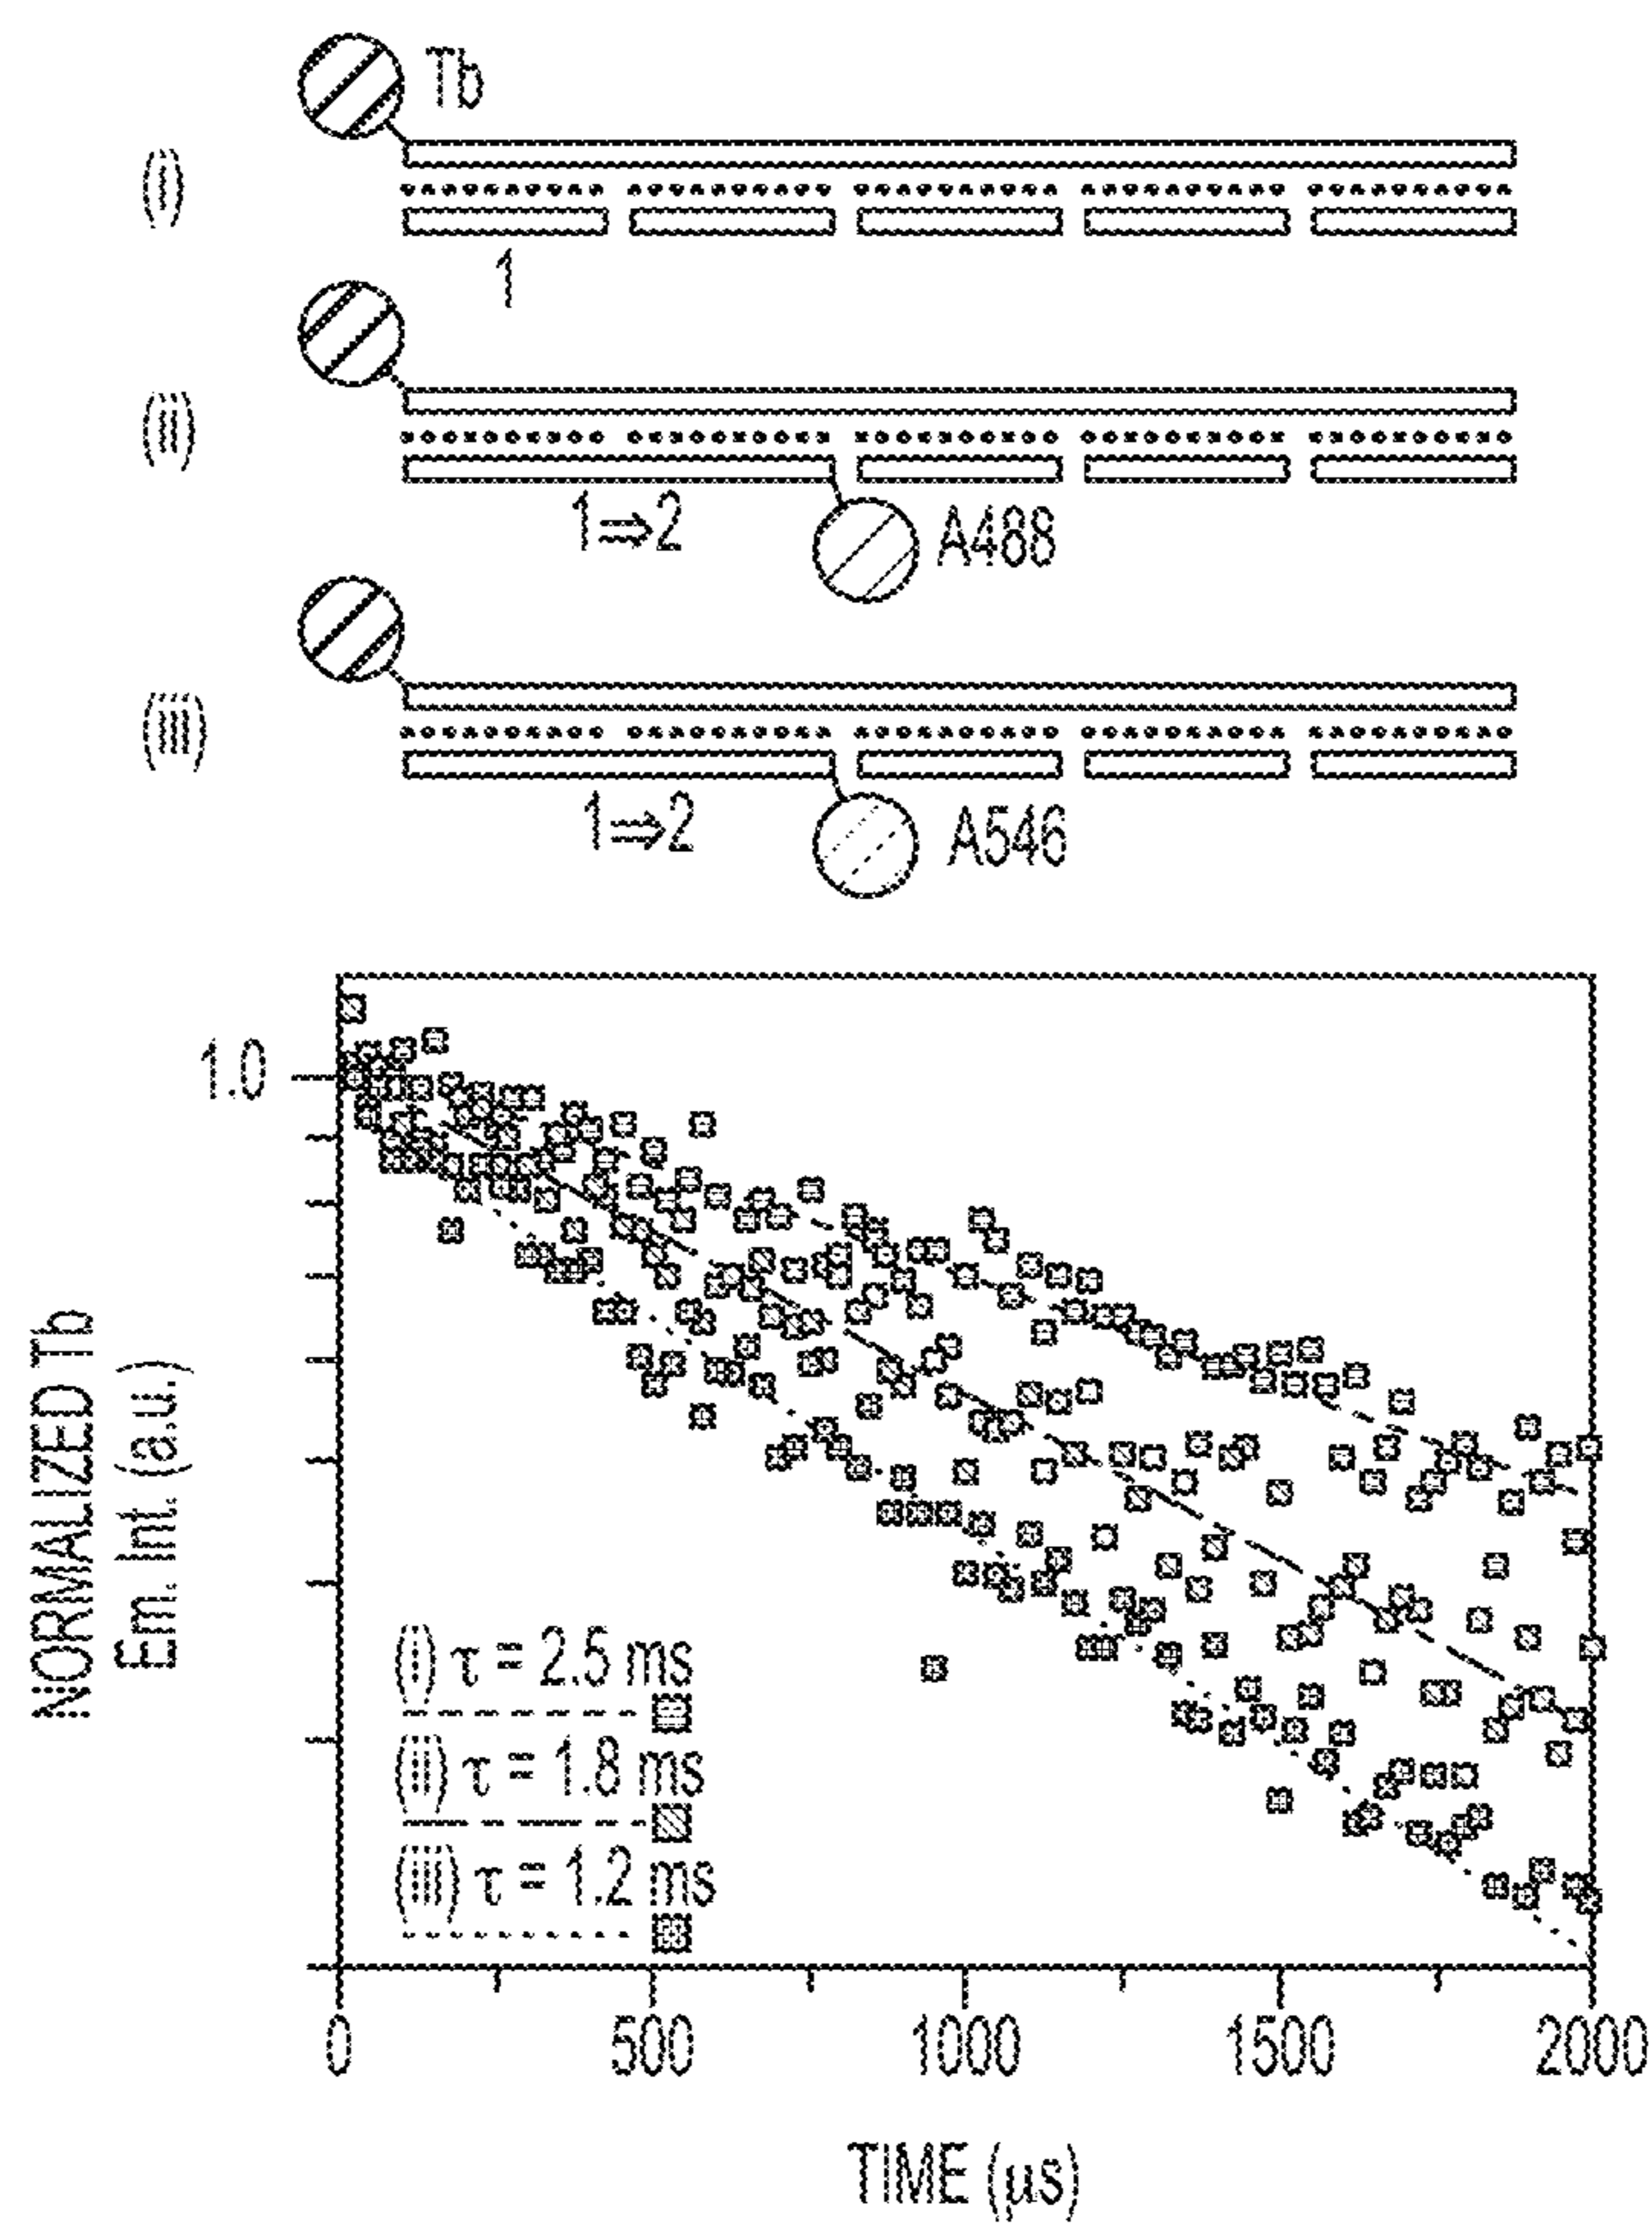 Tb
(i)
1
(ii)
1⇒2
A488
(iii)
1⇒2
A546
1.0
NORMALIZED Tb
Em. Int. (a.u.)
(i) τ = 2.5 ms
(ii) τ = 1.8 ms
(iii) τ = 1.2 ms
0
500
1000
1500
2000
TIME (µs)